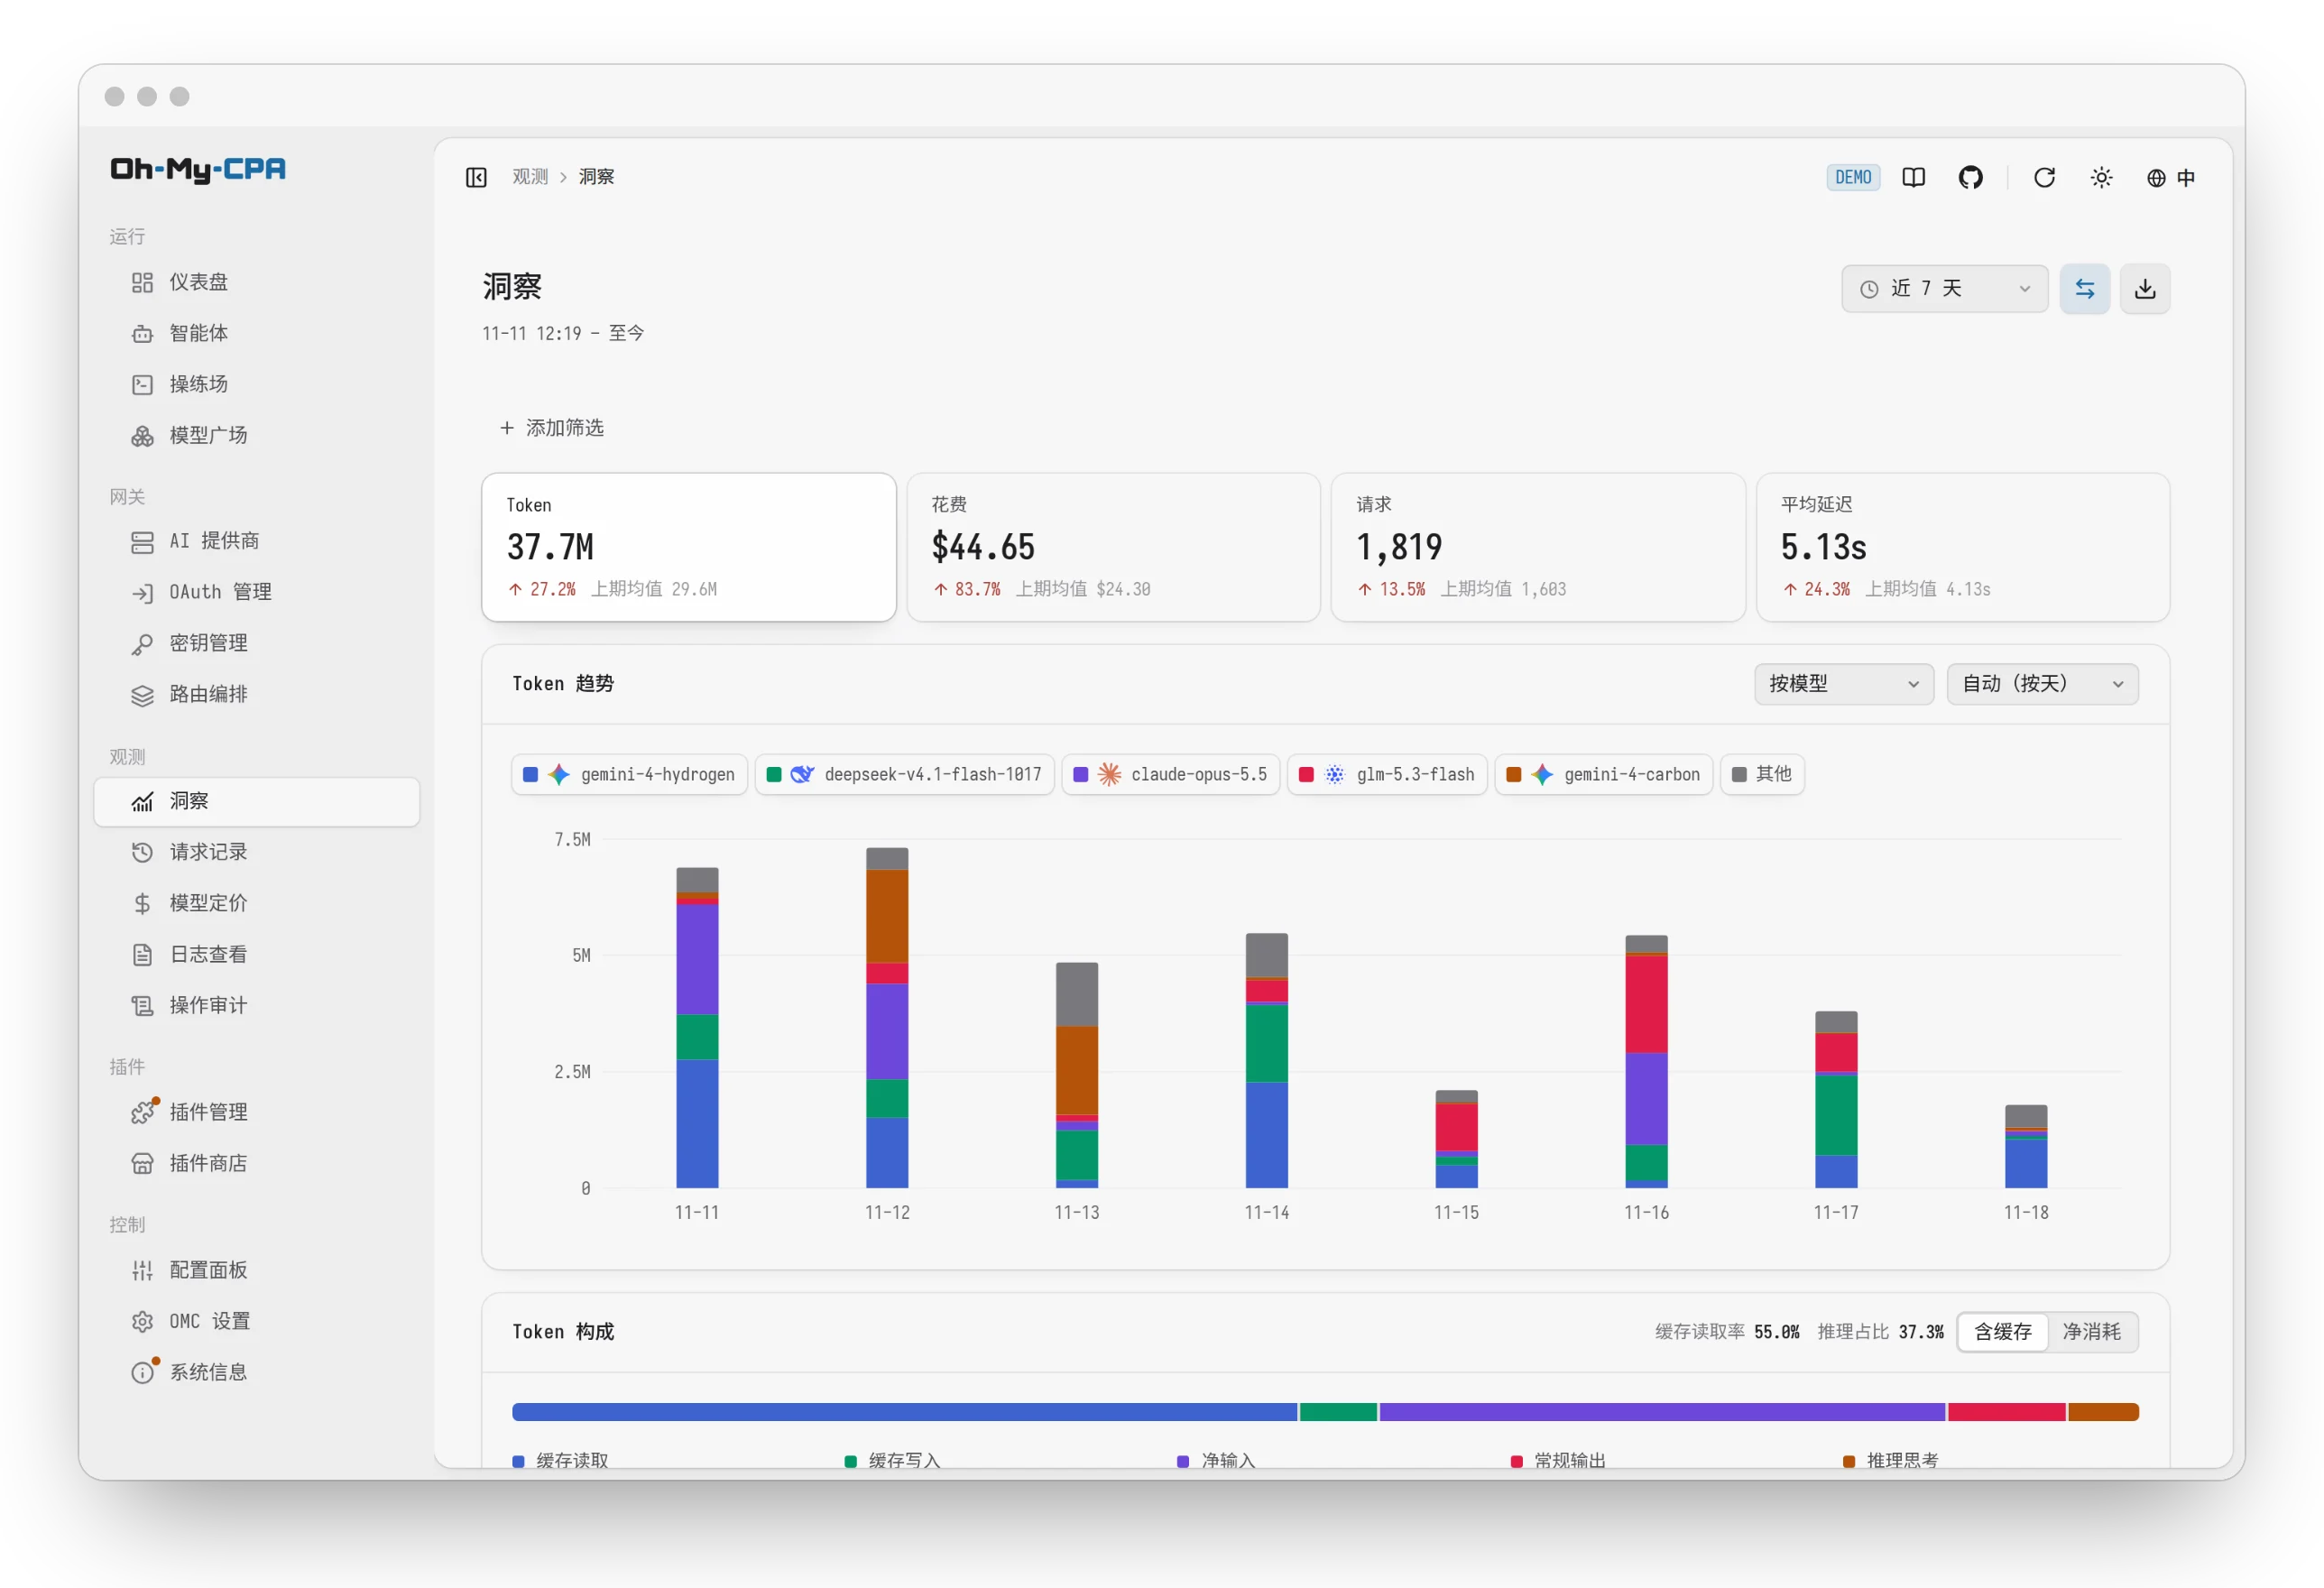 Oh-My-CPA
运行
仪表盘
智能体
操练场
模型广场
网关
AI 提供商
OAuth 管理
密钥管理
路由编排
观测
洞察
请求记录
模型定价
日志查看
操作审计
插件
插件管理
插件商店
控制
配置面板
OMC 设置
系统信息
观测 > 洞察
DEMO
中
洞察
11-11 12:19 – 至今
近 7 天
+ 添加筛选
Token
37.7M
↑ 27.2% 上期均值 29.6M
花费
$44.65
↑ 83.7% 上期均值 $24.30
请求
1,819
↑ 13.5% 上期均值 1,603
平均延迟
5.13s
↑ 24.3% 上期均值 4.13s
Token 趋势
按模型
自动（按天）
gemini-4-hydrogen
deepseek-v4.1-flash-1017
claude-opus-5.5
glm-5.3-flash
gemini-4-carbon
其他
7.5M
5M
2.5M
0
11-11 11-12 11-13 11-14 11-15 11-16 11-17 11-18
Token 构成
缓存读取率 55.0% 推理占比 37.3%
含缓存
净消耗
缓存读取
缓存写入
净输入
常规输出
推理思考